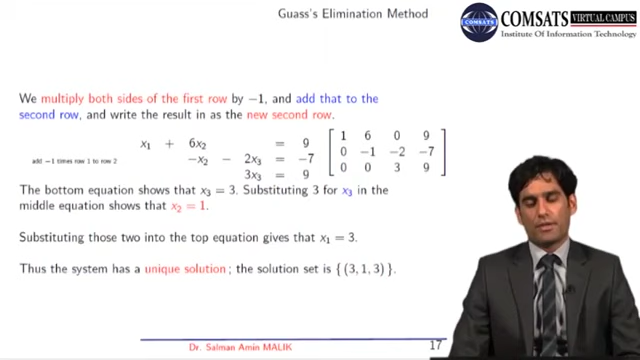 Guass's Elimination Method
COMSATS VIRTUAL CAMPUS
Institute Of Information Technology
We multiply both sides of the first row by −1, and add that to the
second row, and write the result in as the new second row.
x₁ + 6x₂ = 9 [ 1 6 0 9
add −1 times row 1 to row 2 −x₂ − 2x₃ = −7 0 −1 −2 −7
3x₃ = 9 0 0 3 9 ]
The bottom equation shows that x₃ = 3. Substituting 3 for x₃ in the
middle equation shows that x₂ = 1.
Substituting those two into the top equation gives that x₁ = 3.
Thus the system has a unique solution; the solution set is {(3, 1, 3)}.
Dr. Salman Amin MALIK 17